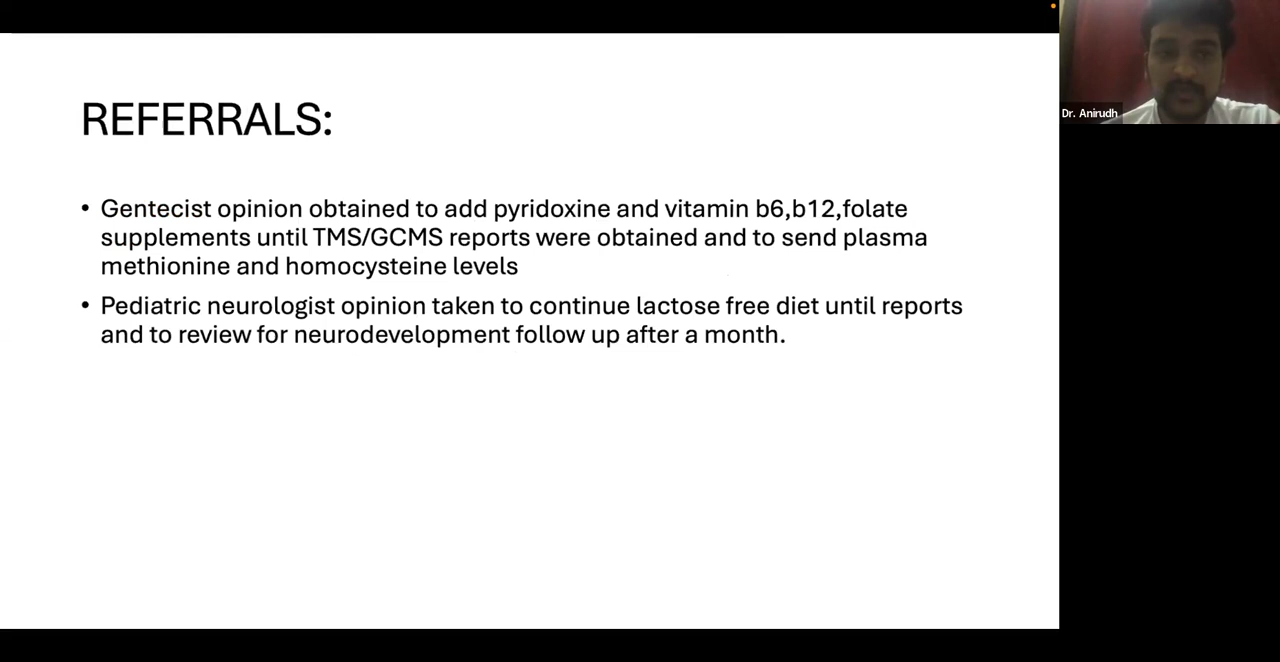 REFERRALS:
• Gentecist opinion obtained to add pyridoxine and vitamin b6,b12,folate
supplements until TMS/GCMS reports were obtained and to send plasma
methionine and homocysteine levels
• Pediatric neurologist opinion taken to continue lactose free diet until reports
and to review for neurodevelopment follow up after a month.
Dr. Anirudh